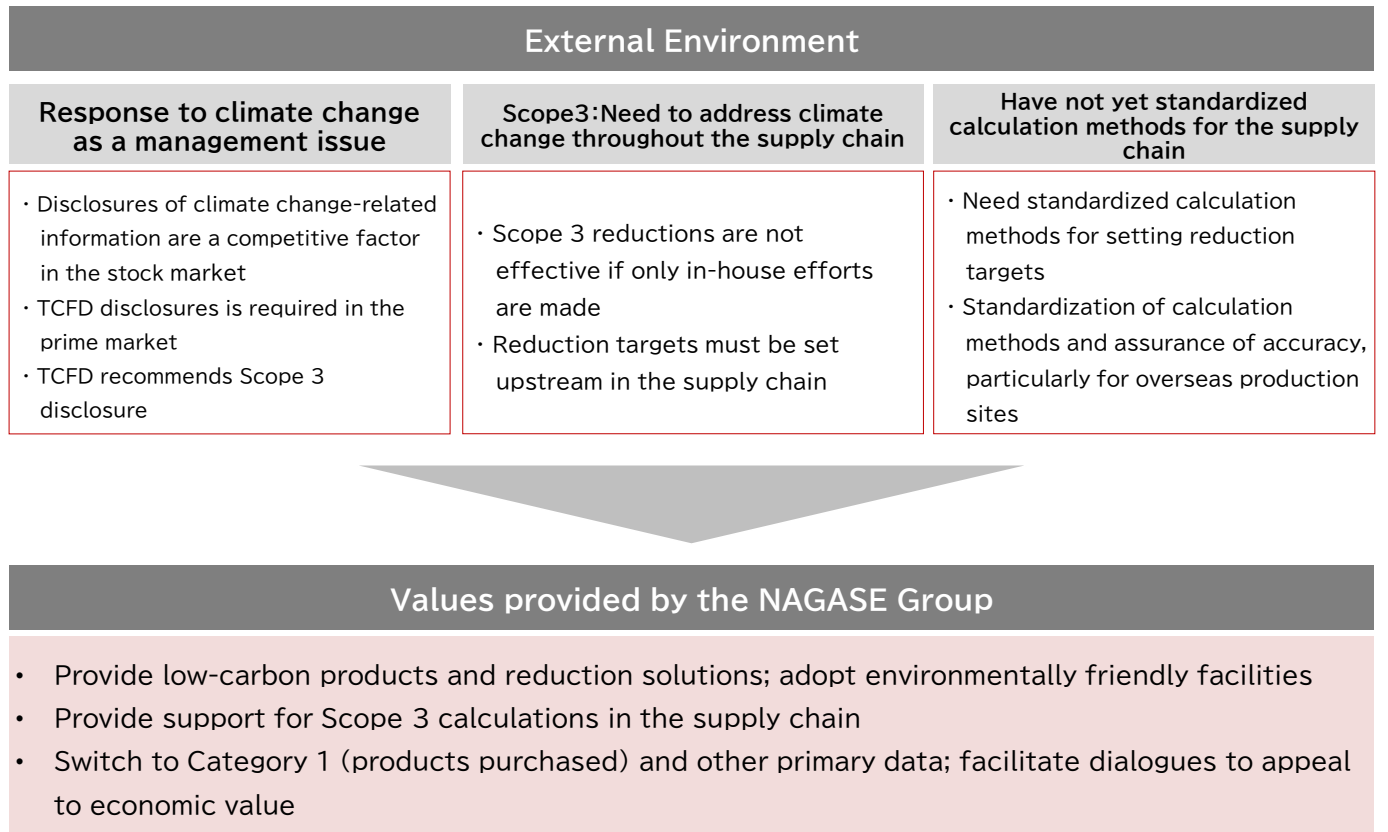 External Environment
Response to climate change
as a management issue
・Disclosures of climate change-related
information are a competitive factor
in the stock market
・TCFD disclosures is required in the
prime market
・TCFD recommends Scope 3
disclosure
Scope3：Need to address climate
change throughout the supply chain
・Scope 3 reductions are not
effective if only in-house efforts
are made
・Reduction targets must be set
upstream in the supply chain
Have not yet standardized
calculation methods for the supply
chain
・Need standardized calculation
methods for setting reduction
targets
・Standardization of calculation
methods and assurance of accuracy,
particularly for overseas production
sites
Values provided by the NAGASE Group
• Provide low-carbon products and reduction solutions; adopt environmentally friendly facilities
• Provide support for Scope 3 calculations in the supply chain
• Switch to Category 1 (products purchased) and other primary data; facilitate dialogues to appeal
to economic value